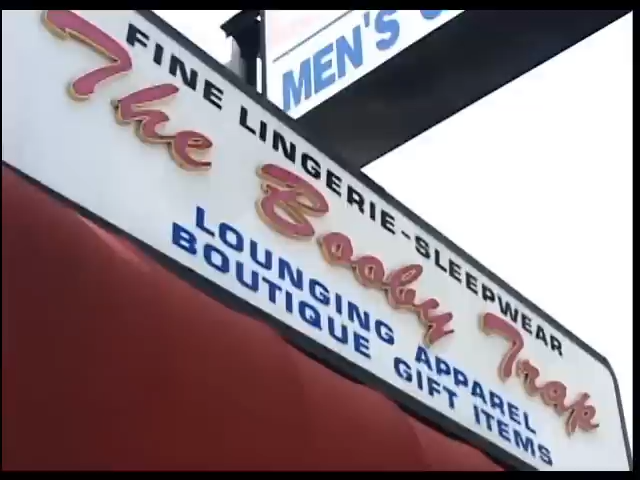 MEN'S
FINE LINGERIE-SLEEPWEAR
The Booby Trap
LOUNGING APPAREL
BOUTIQUE GIFT ITEMS